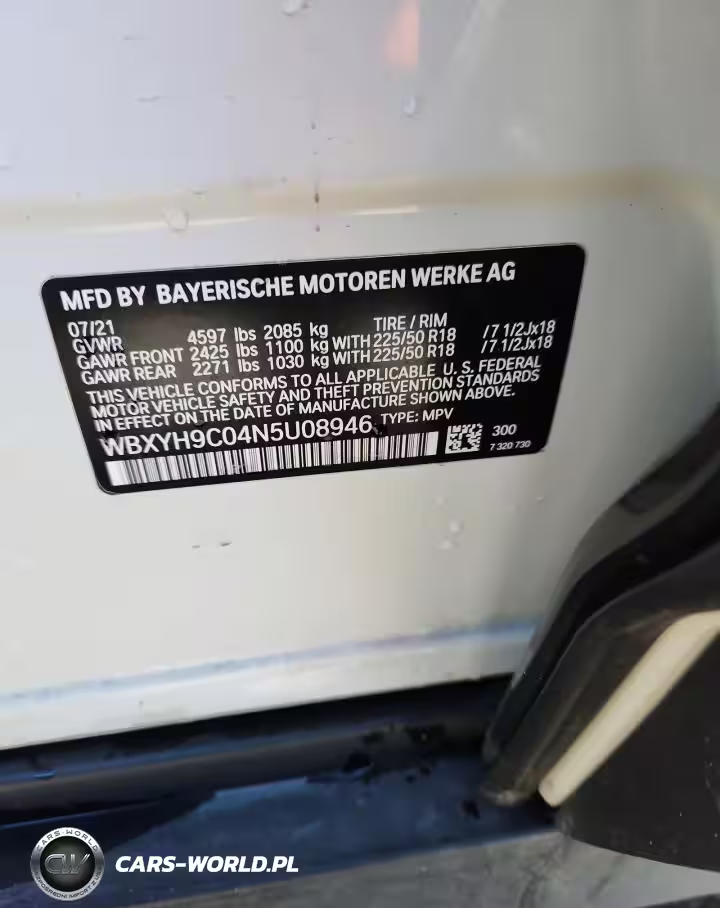 MFD BY BAYERISCHE MOTOREN WERKE AG
07/21 TIRE / RIM
GVWR 4597 lbs 2085 kg
GAWR FRONT 2425 lbs 1100 kg WITH 225/50 R18 /7 1/2Jx18
GAWR REAR 2271 lbs 1030 kg WITH 225/50 R18 /7 1/2Jx18
THIS VEHICLE CONFORMS TO ALL APPLICABLE U. S. FEDERAL
MOTOR VEHICLE SAFETY AND THEFT PREVENTION STANDARDS
IN EFFECT ON THE DATE OF MANUFACTURE SHOWN ABOVE.
WBXYH9C04N5U08946 TYPE: MPV
300
7 320 730
CARS-WORLD
CW
CARS-WORLD.PL